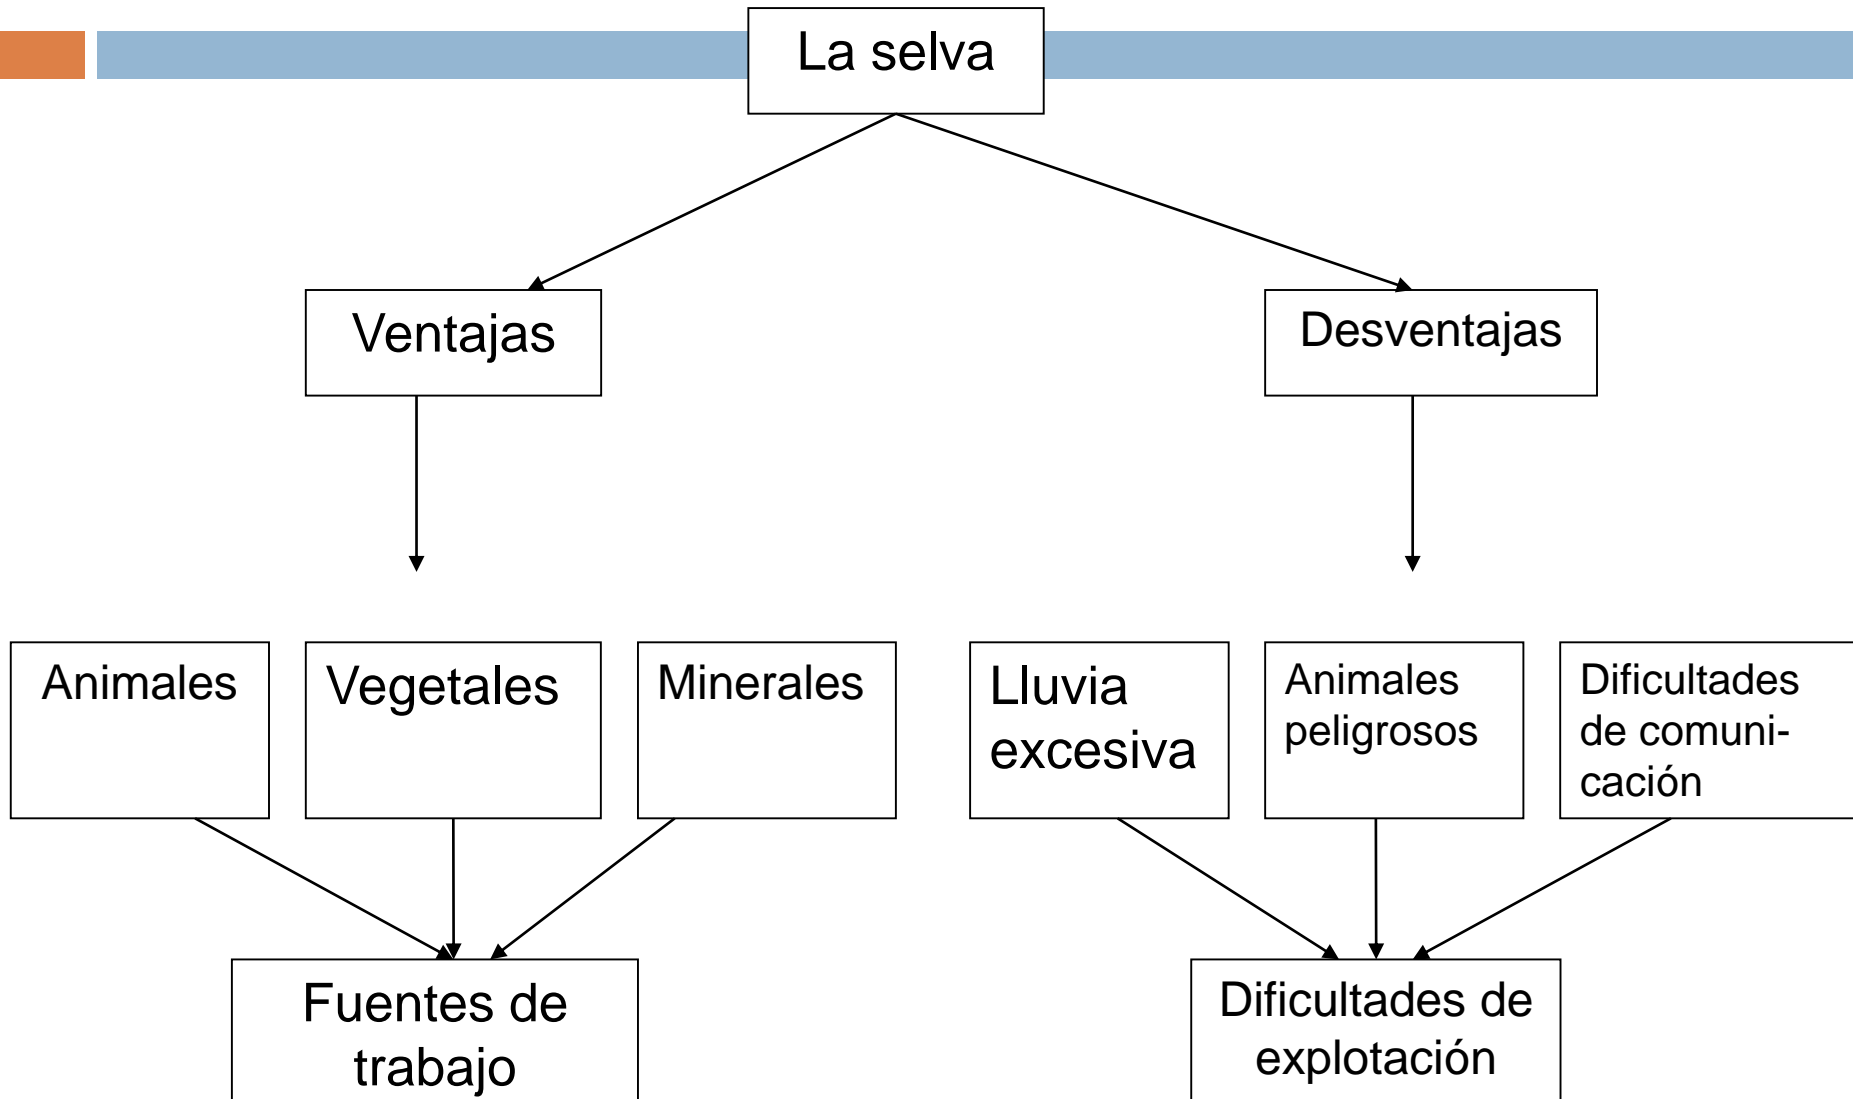 La selva
Ventajas
Desventajas
Animales
Vegetales
Minerales
Lluvia
excesiva
Animales
peligrosos
Dificultades
de comuni-
cación
Fuentes de
trabajo
Dificultades de
explotación